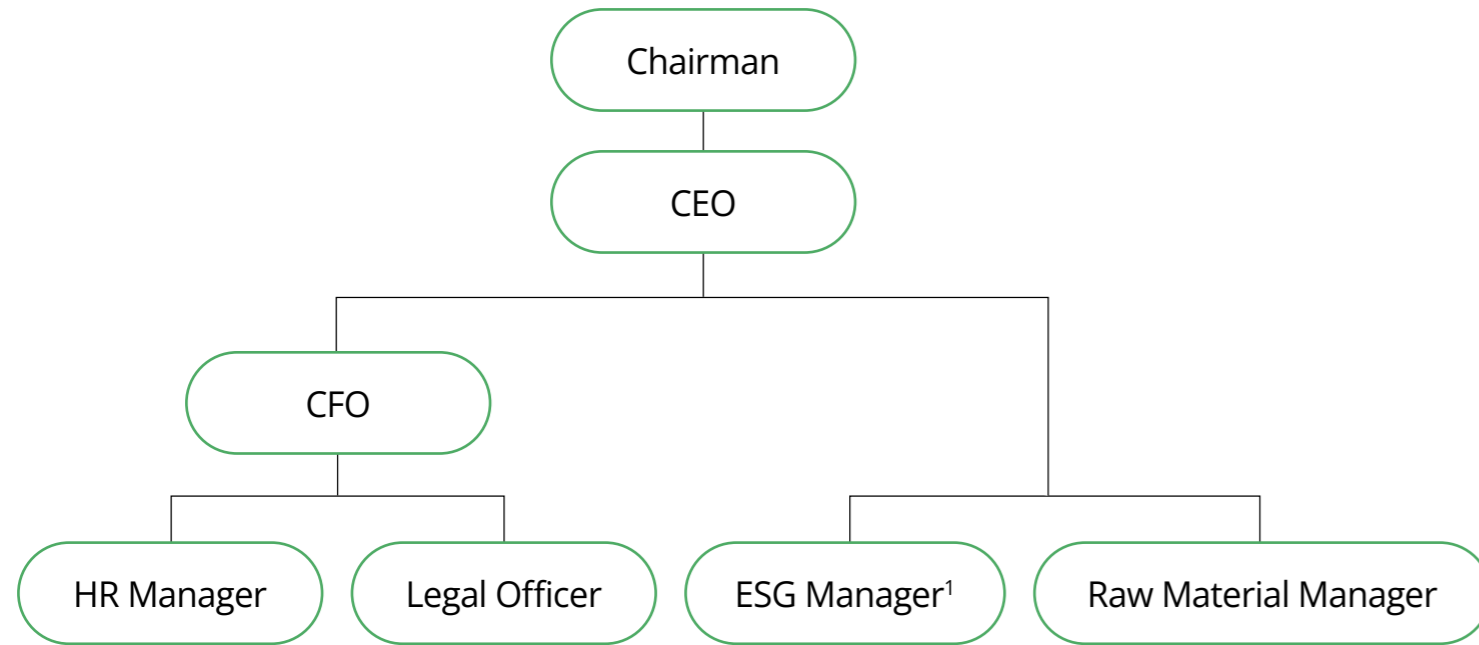 Chairman
CEO
CFO
HR Manager
Legal Officer
ESG Manager¹
Raw Material Manager